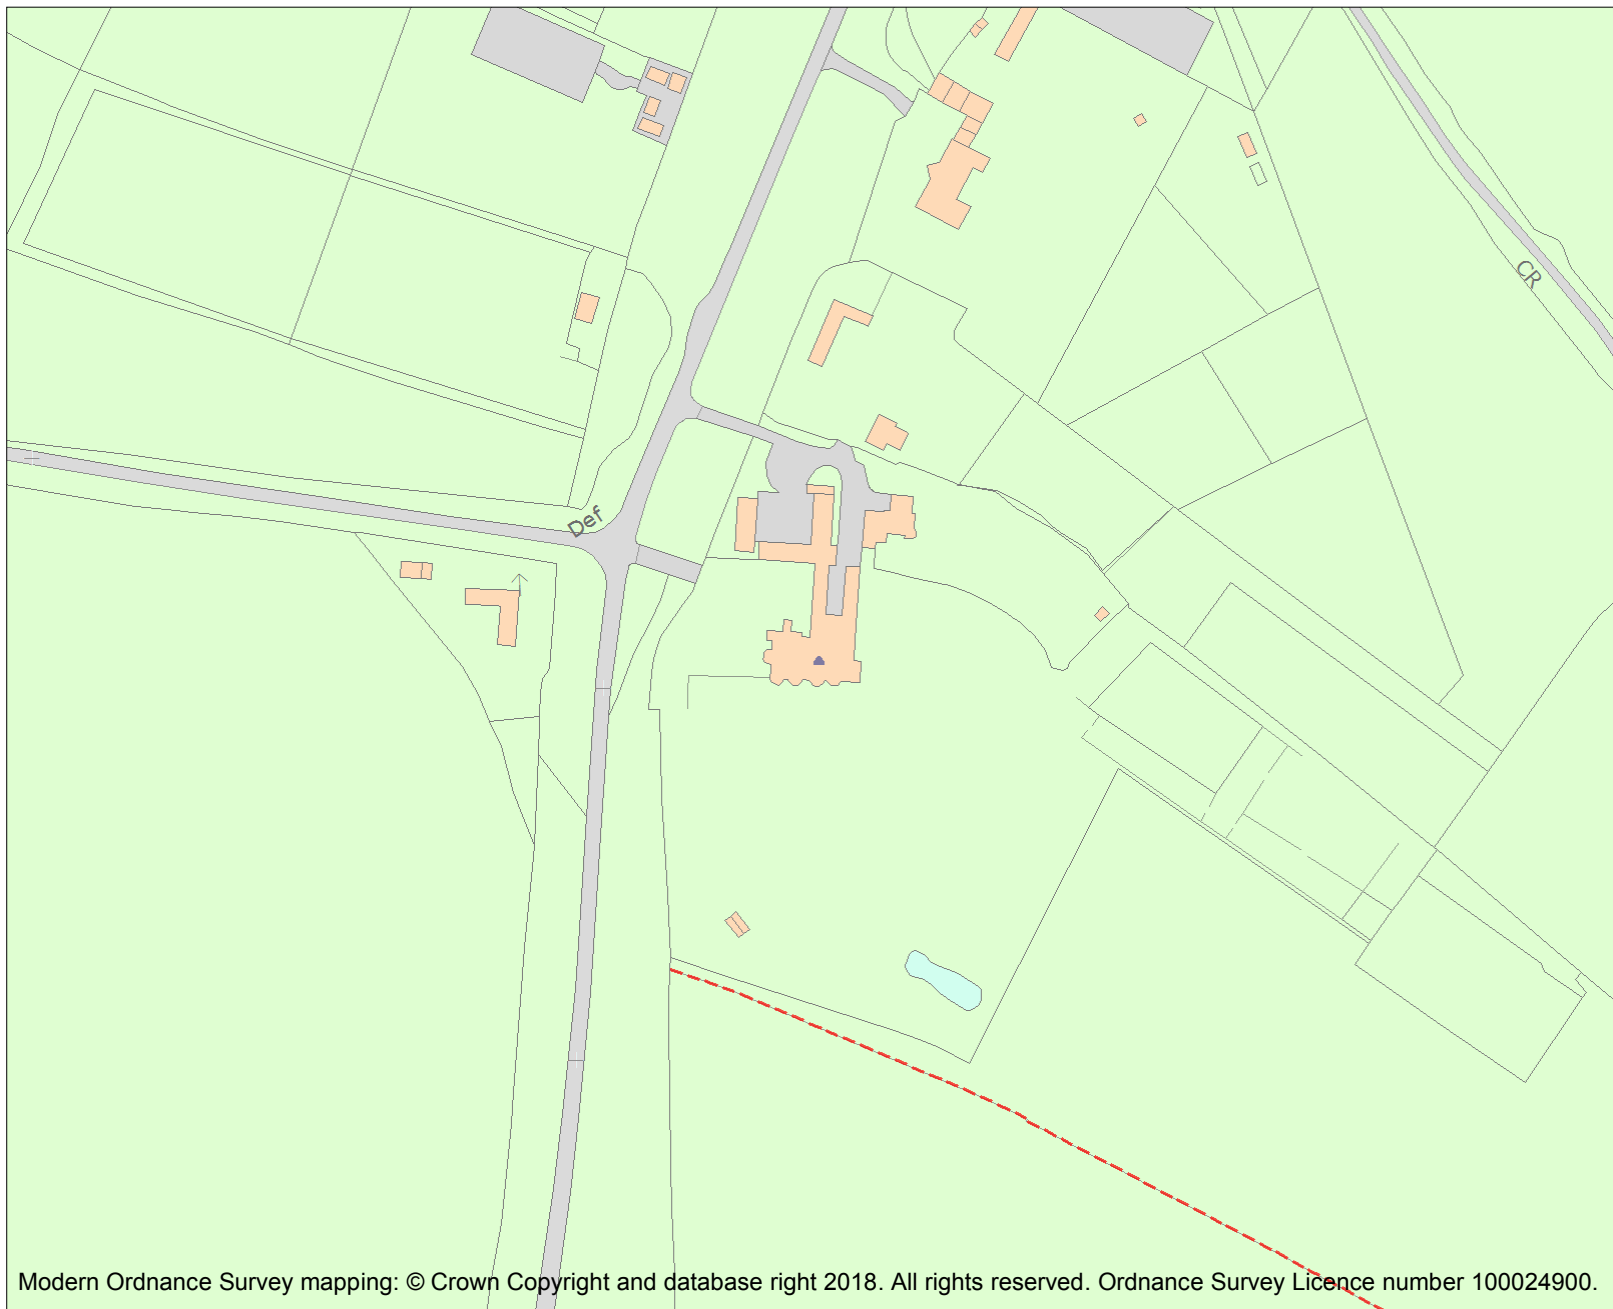 CR
Def
Modern Ordnance Survey mapping: © Crown Copyright and database right 2018. All rights reserved. Ordnance Survey Licence number 100024900.